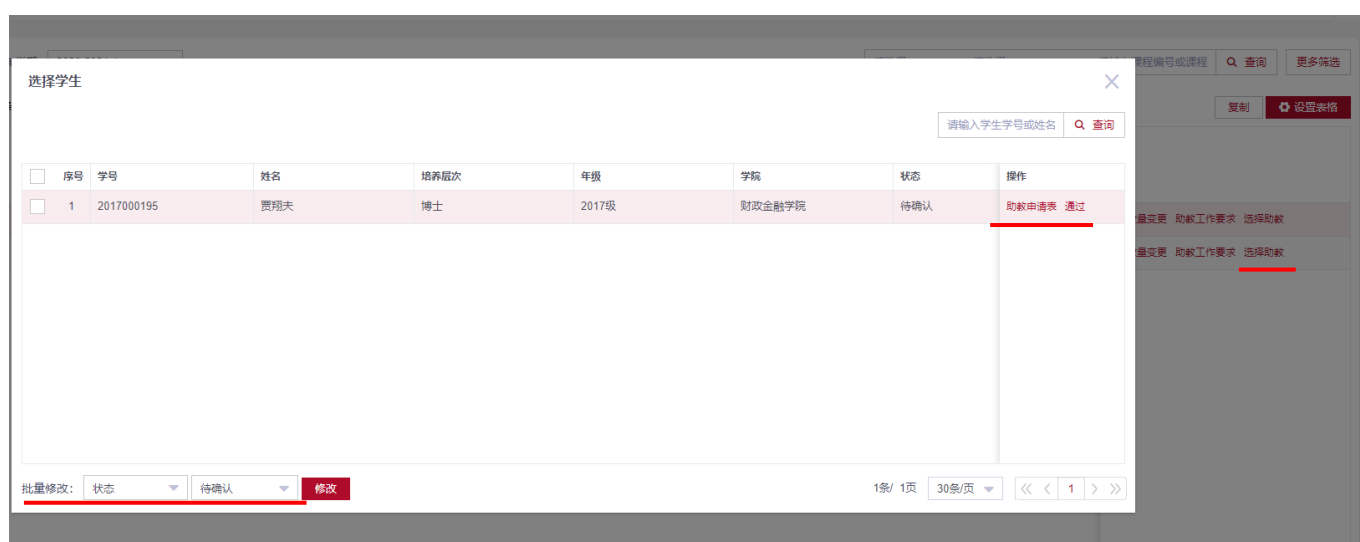 课程编号或课程 查询 更多筛选
选择学生
复制 设置表格
请输入学生学号或姓名 查询
序号 学号 姓名 培养层次 年级 学院 状态 操作
1 2017000195 贾翔夫 博士 2017级 财政金融学院 待确认 助教申请表 通过
量变更 助教工作要求 选择助教
量变更 助教工作要求 选择助教
批量修改： 状态 待确认 修改 1条/ 1页 30条/页 1